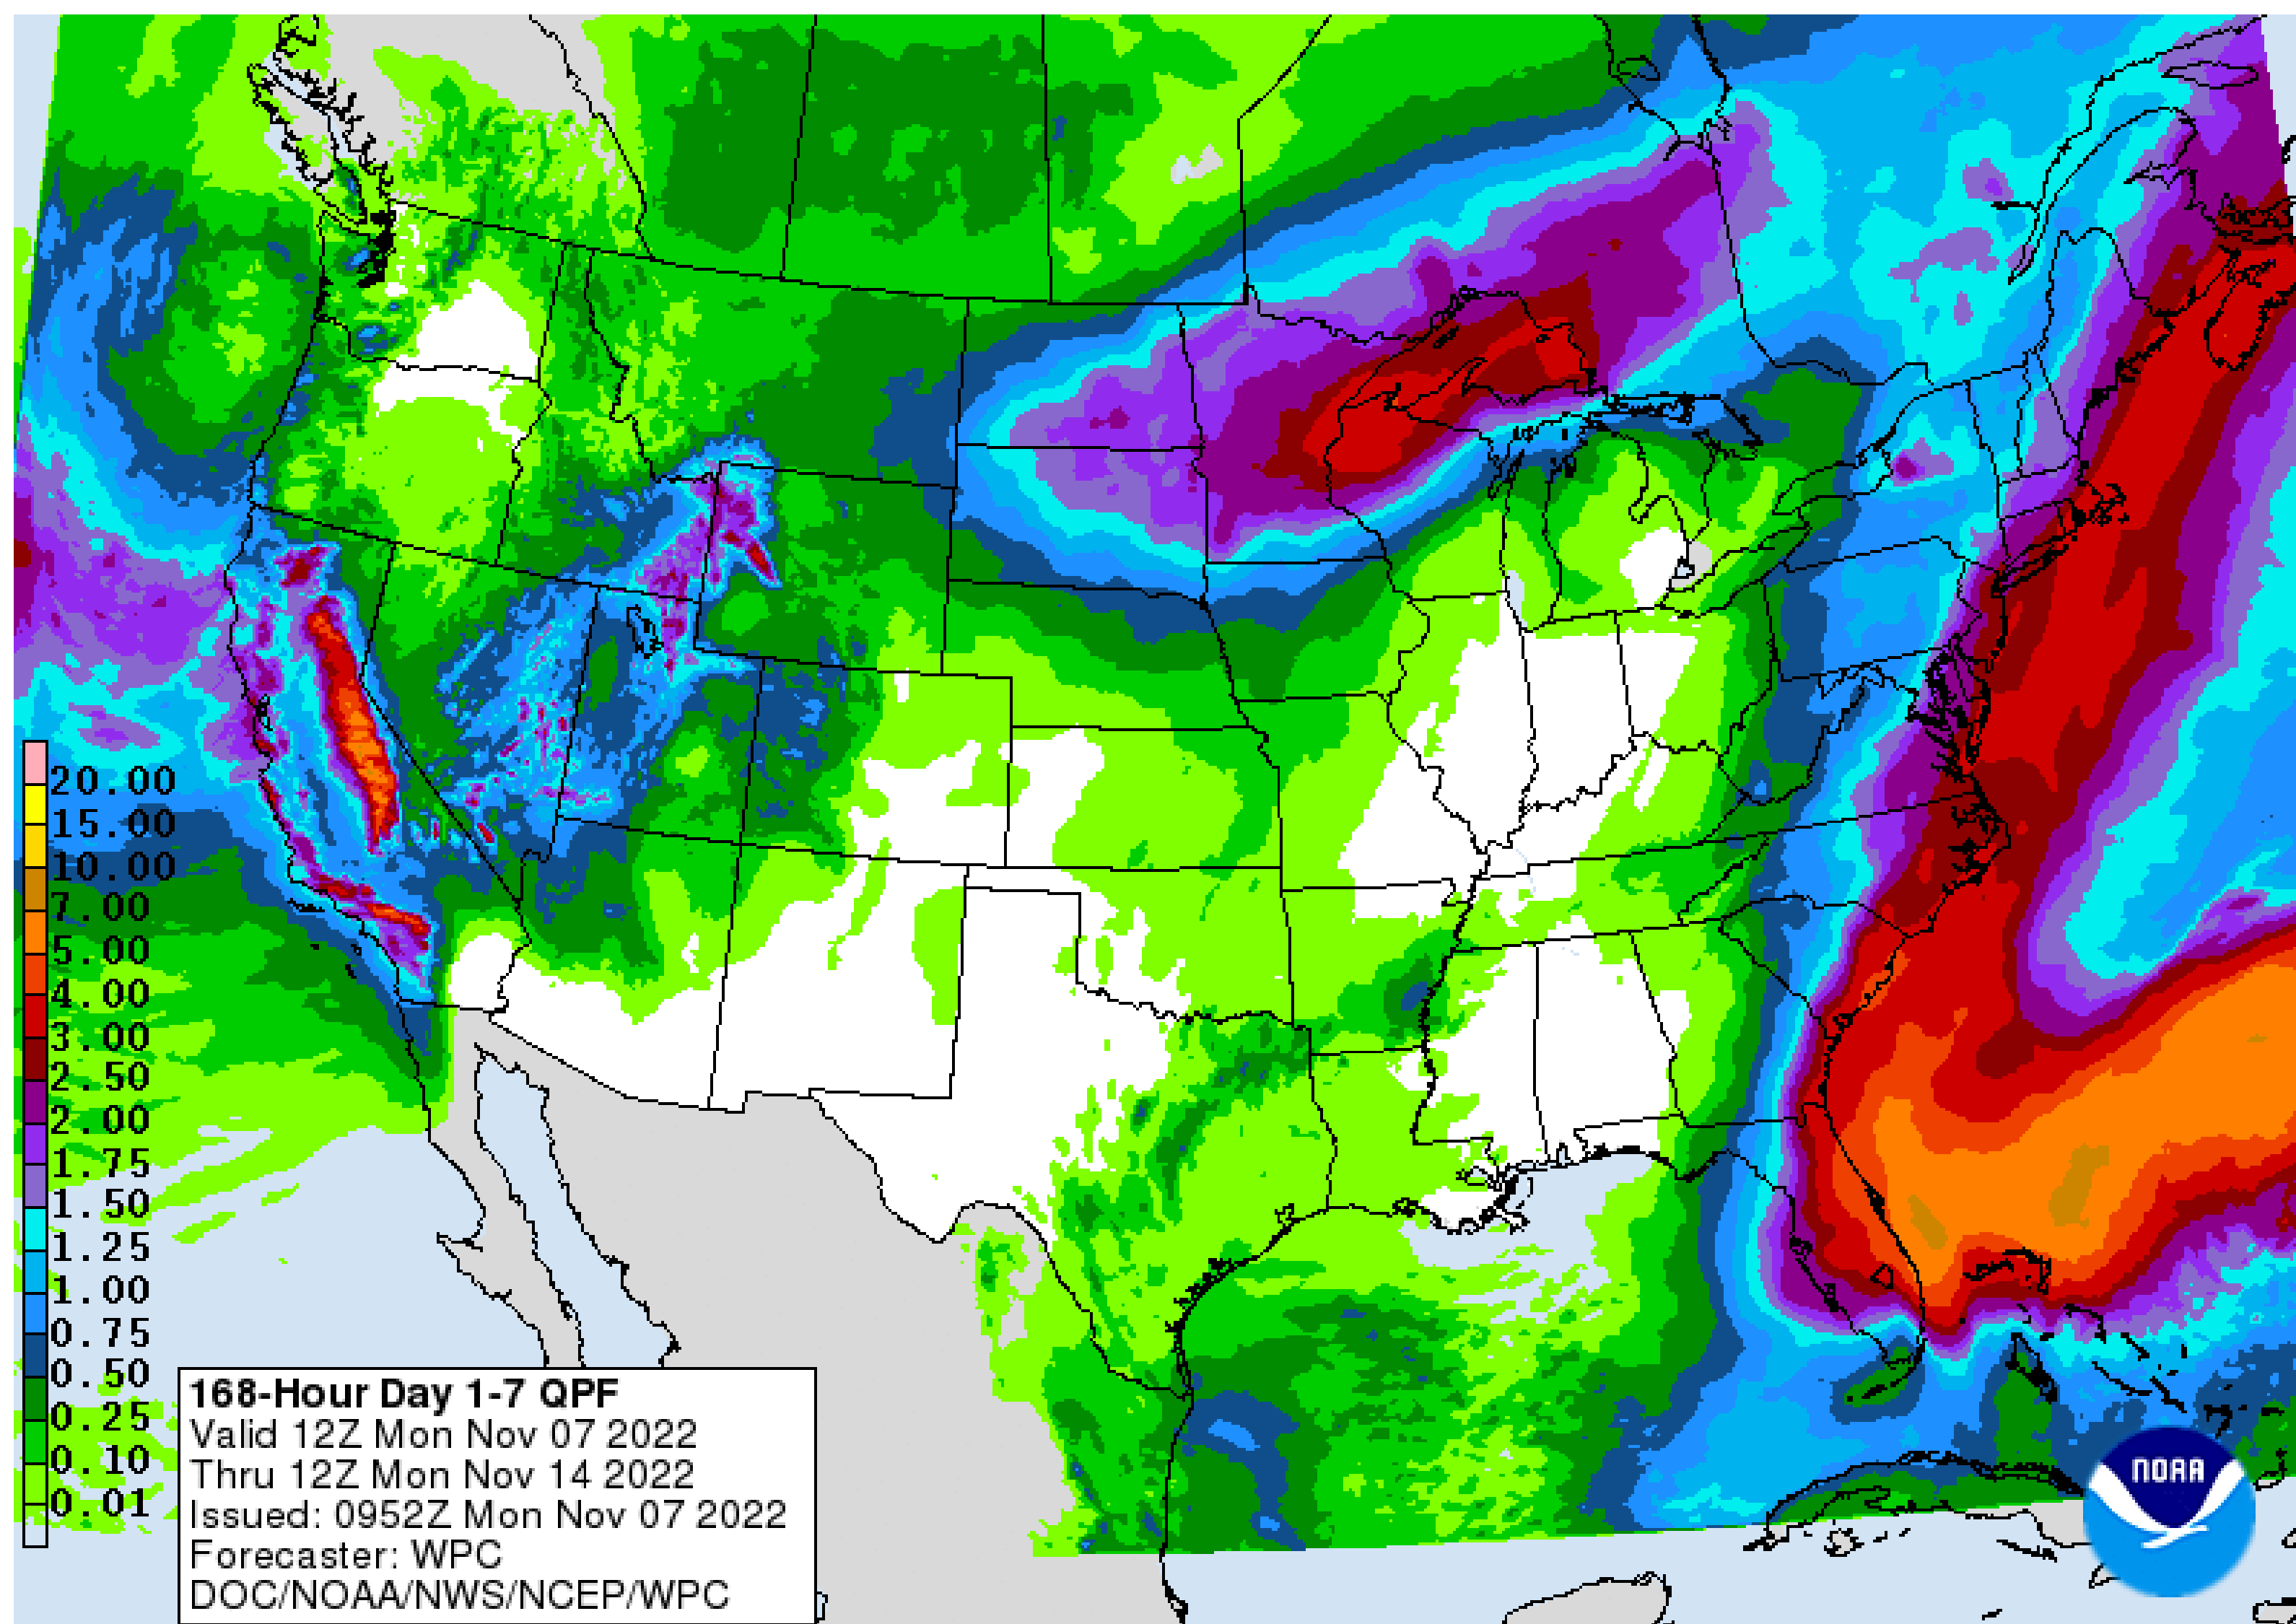 20.00
15.00
10.00
7.00
5.00
4.00
3.00
2.50
2.00
1.75
1.50
1.25
1.00
0.75
0.50
0.25
0.10
0.01
168-Hour Day 1-7 QPF
Valid 12Z Mon Nov 07 2022
Thru 12Z Mon Nov 14 2022
Issued: 0952Z Mon Nov 07 2022
Forecaster: WPC
DOC/NOAA/NWS/NCEP/WPC
NOAA